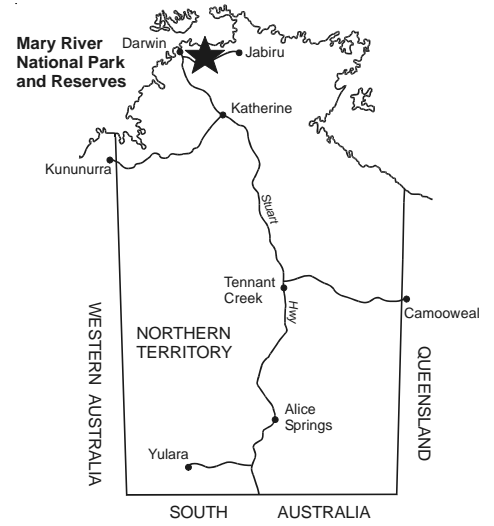 Mary River
National Park
and Reserves
Darwin
Jabiru
Katherine
Kununurra
Stuart
Tennant
Creek
Hwy
Camooweal
WESTERN AUSTRALIA
NORTHERN
TERRITORY
QUEENSLAND
Alice
Springs
Yulara
SOUTH AUSTRALIA